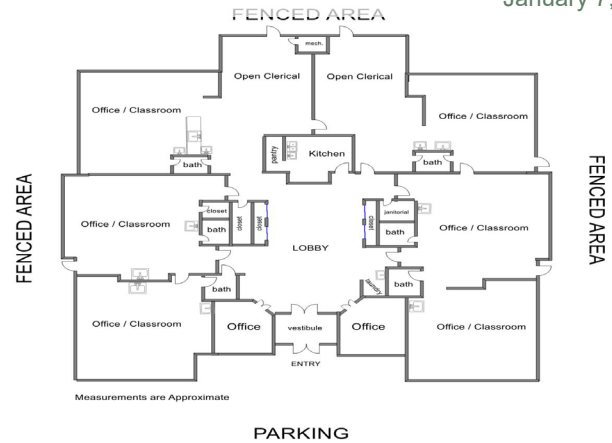 January 7,
FENCED AREA
mech.
Open Clerical
Open Clerical
Office / Classroom
Office / Classroom
pantry
Kitchen
bath
bath
FENCED AREA
FENCED AREA
closet
closet
closet
closet
janitorial
Office / Classroom
bath
bath
Office / Classroom
LOBBY
bath
laundry
bath
Office / Classroom
Office
vestibule
Office
Office / Classroom
ENTRY
Measurements are Approximate
PARKING